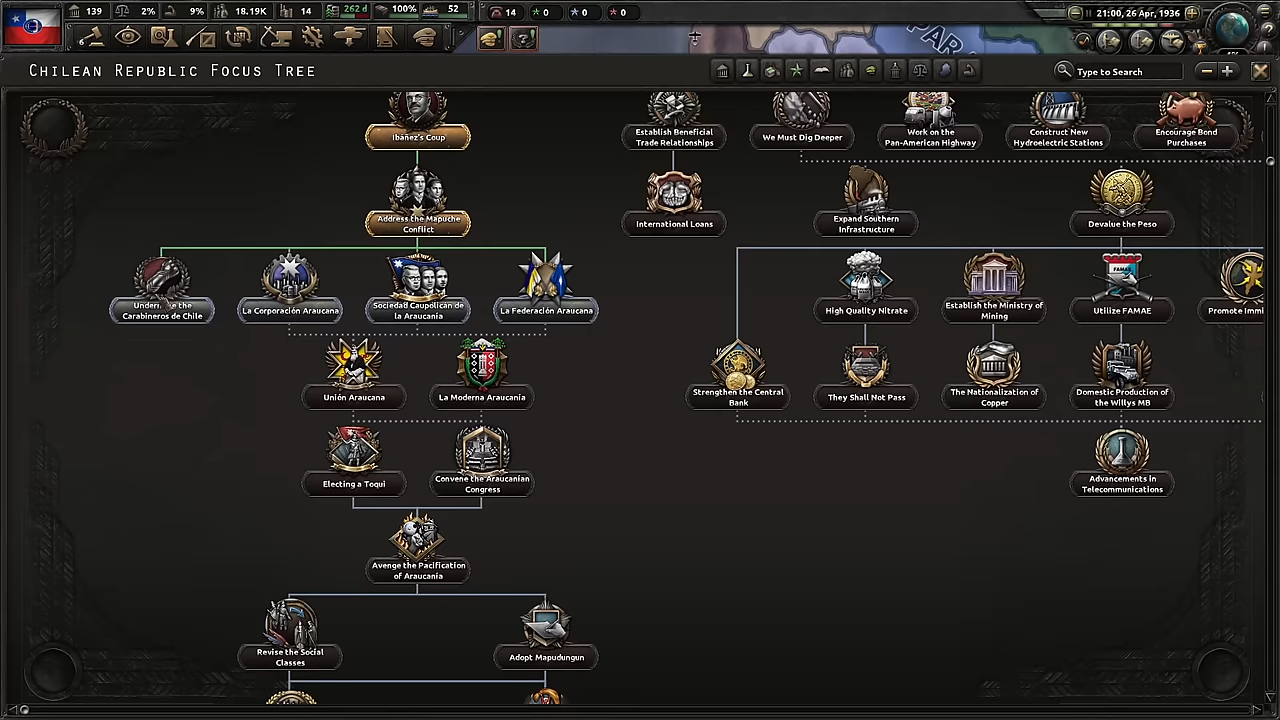 139
2%
9%
18.19K
14
262 d
100%
52
14
0
0
0
21:00, 26 Apr, 1936
PAR
Chilean Republic Focus Tree
Type to Search
Ibáñez's Coup
Establish Beneficial
Trade Relationships
We Must Dig Deeper
Work on the
Pan-American Highway
Construct New
Hydroelectric Stations
Encourage Bond
Purchases
Address the Mapuche
Conflict
International Loans
Expand Southern
Infrastructure
Devalue the Peso
the
Carabineros de Chile
La Corporación Araucana
Sociedad Caupolicán de
la Araucanía
La Federación Araucana
High Quality Nitrate
Establish the Ministry of
Mining
FAMAE
Utilize FAMAE
Promote Immi
Unión Araucana
La Moderna Araucanía
Strengthen the Central
Bank
They Shall Not Pass
The Nationalization of
Copper
Domestic Production of
the Willys MB
Electing a Toqui
Convene the Araucanian
Congress
Advancements in
Telecommunications
Avenge the Pacification
of Araucanía
Revise the Social
Classes
Adopt Mapudungun